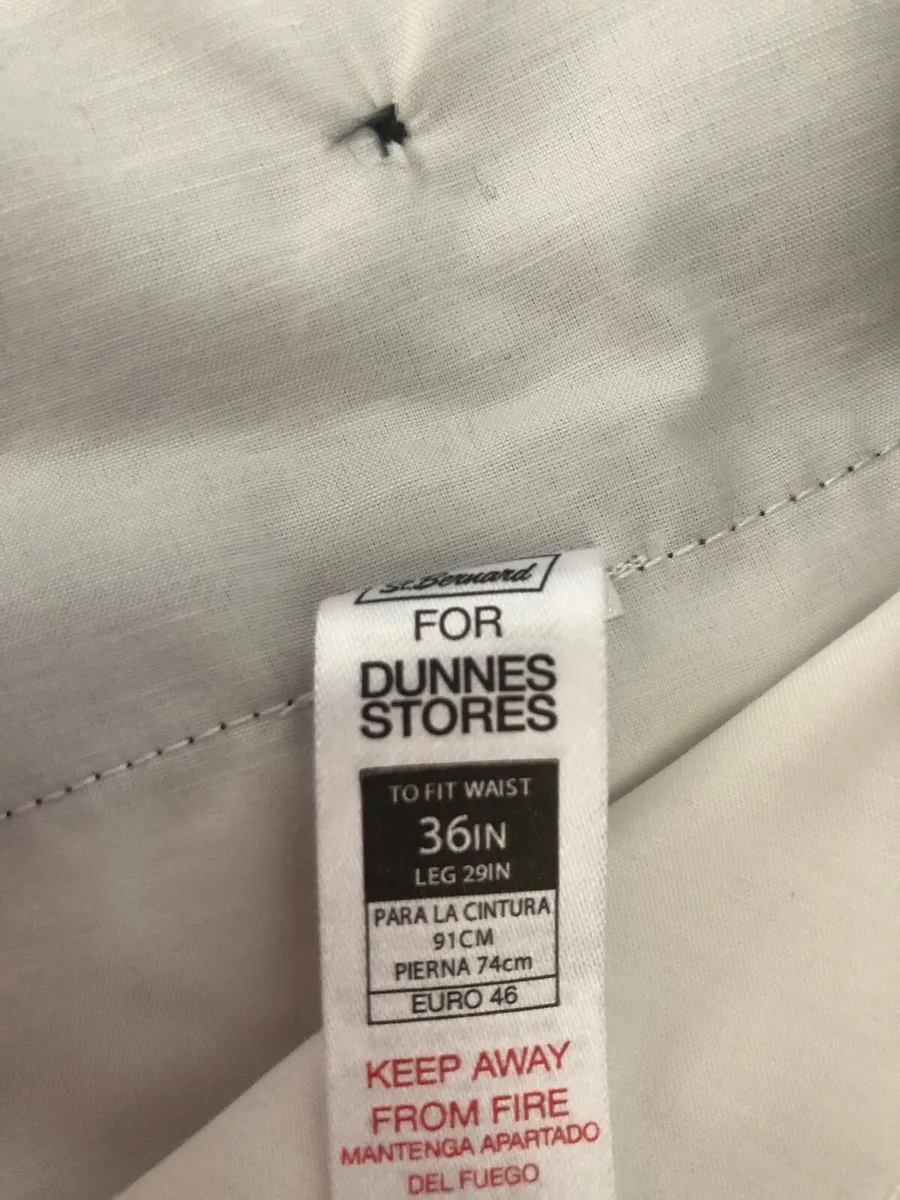 St.Bernard
FOR
DUNNES
STORES
TO FIT WAIST
36IN
LEG 29IN
PARA LA CINTURA
91CM
PIERNA 74cm
EURO 46
KEEP AWAY
FROM FIRE
MANTENGA APARTADO
DEL FUEGO